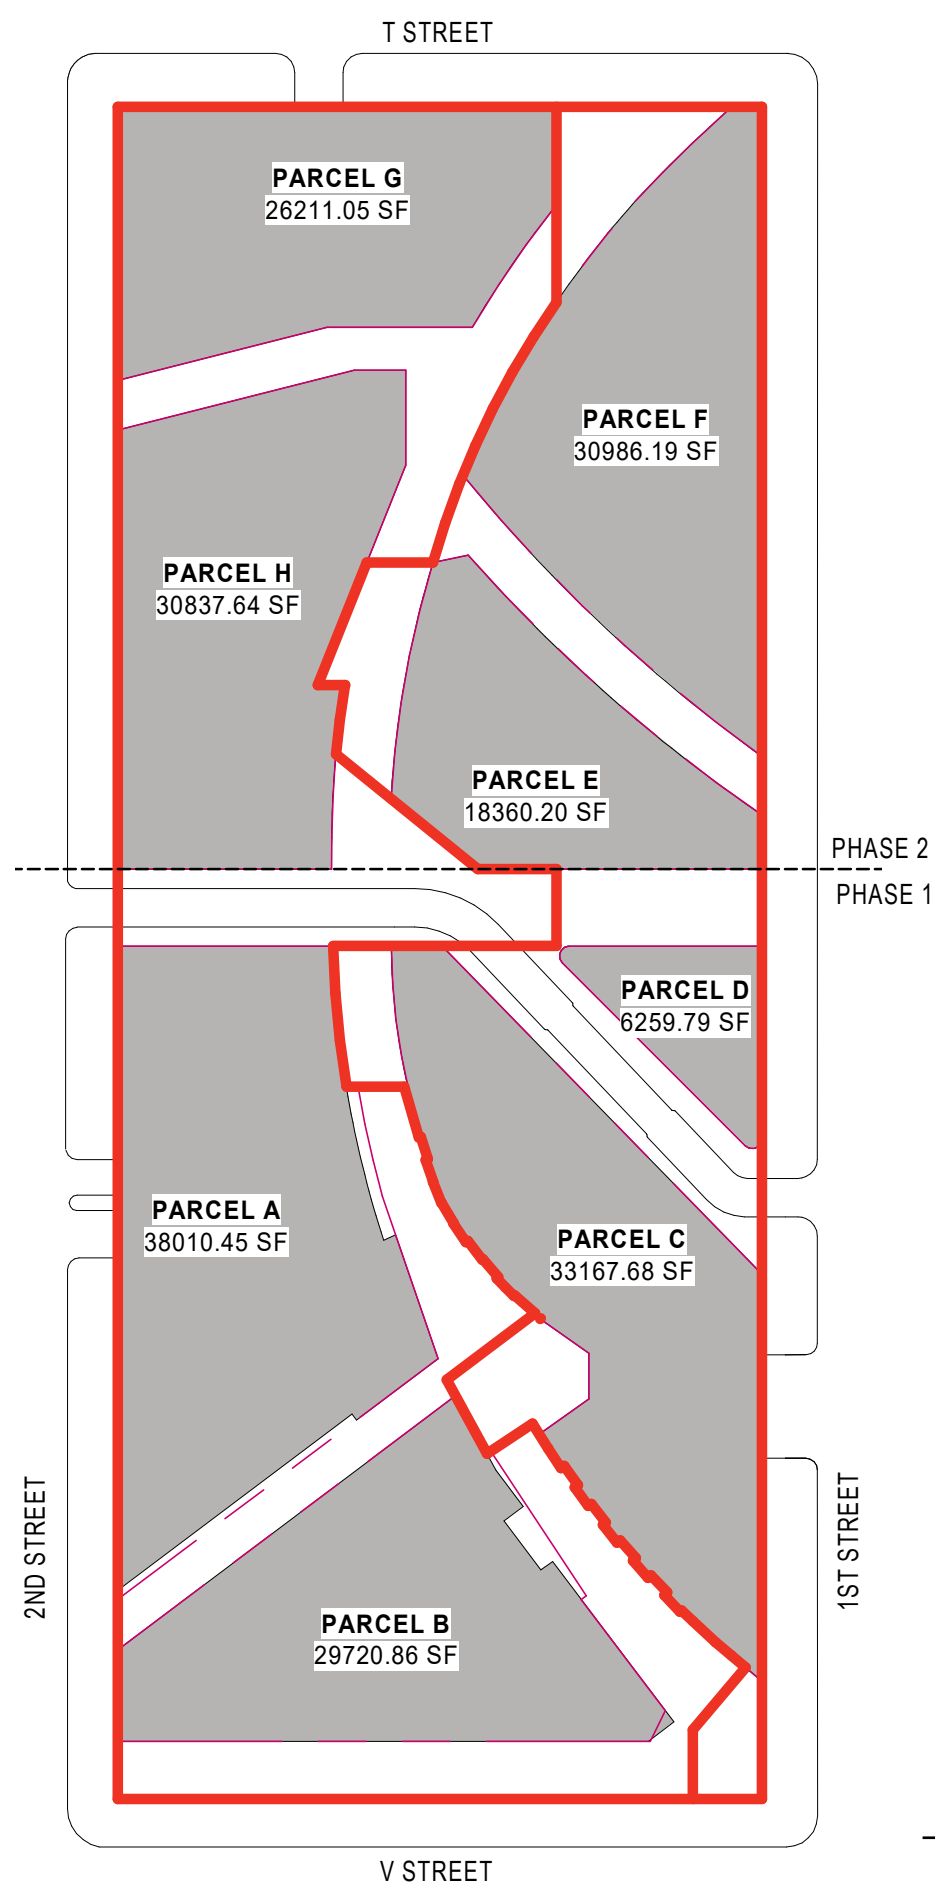 T STREET
PARCEL G
26211.05 SF
PARCEL F
30986.19 SF
PARCEL H
30837.64 SF
PARCEL E
18360.20 SF
PHASE 2
PHASE 1
PARCEL D
6259.79 SF
PARCEL A
38010.45 SF
PARCEL C
33167.68 SF
2ND STREET
1ST STREET
PARCEL B
29720.86 SF
V STREET